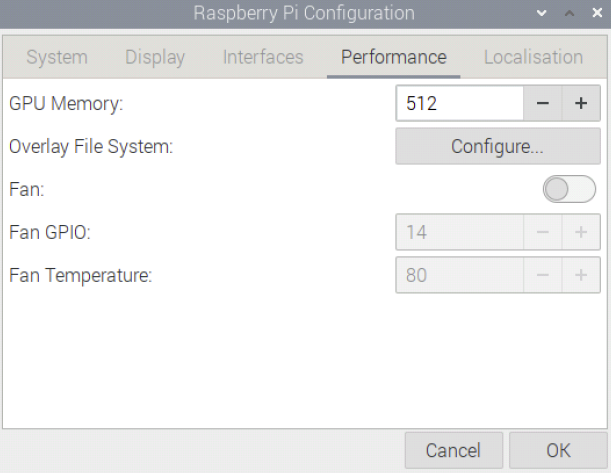 Raspberry Pi Configuration
System Display Interfaces Performance Localisation
GPU Memory: 512
Overlay File System: Configure...
Fan:
Fan GPIO: 14
Fan Temperature: 80
Cancel OK